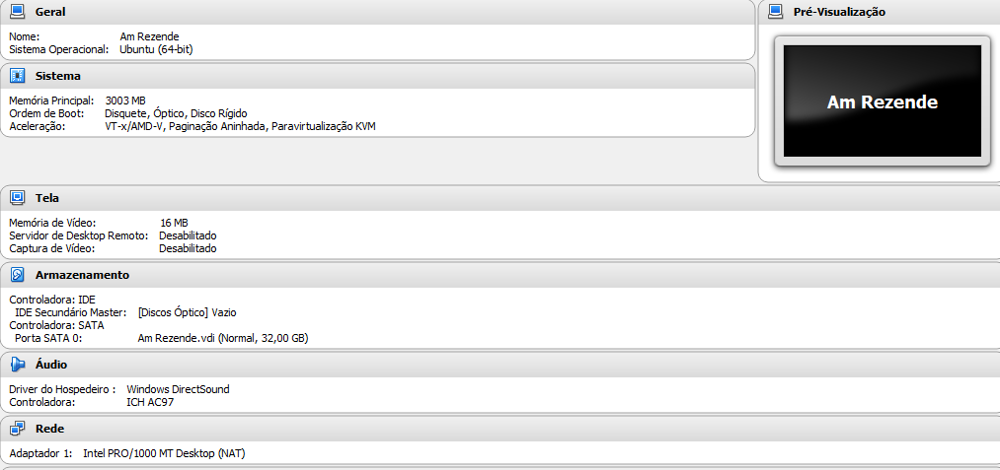 Geral
Nome: Am Rezende
Sistema Operacional: Ubuntu (64-bit)
Sistema
Memória Principal: 3003 MB
Ordem de Boot: Disquete, Óptico, Disco Rígido
Aceleração: VT-x/AMD-V, Paginação Aninhada, Paravirtualização KVM
Pré-Visualização
Am Rezende
Tela
Memória de Vídeo: 16 MB
Servidor de Desktop Remoto: Desabilitado
Captura de Vídeo: Desabilitado
Armazenamento
Controladora: IDE
IDE Secundário Master: [Discos Óptico] Vazio
Controladora: SATA
Porta SATA 0: Am Rezende.vdi (Normal, 32,00 GB)
Áudio
Driver do Hospedeiro : Windows DirectSound
Controladora: ICH AC97
Rede
Adaptador 1: Intel PRO/1000 MT Desktop (NAT)